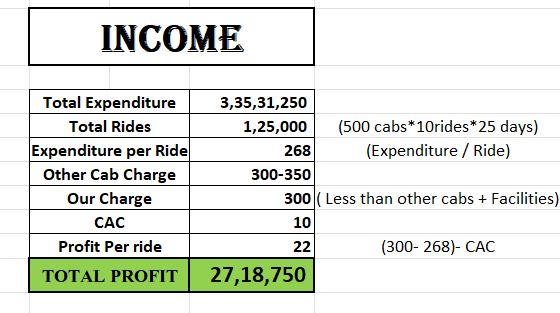 INCOME
Total Expenditure 3,35,31,250
Total Rides 1,25,000 (500 cabs*10rides*25 days)
Expenditure per Ride 268 (Expenditure / Ride)
Other Cab Charge 300-350
Our Charge 300 ( Less than other cabs + Facilities)
CAC 10
Profit Per ride 22 (300- 268)- CAC
TOTAL PROFIT 27,18,750